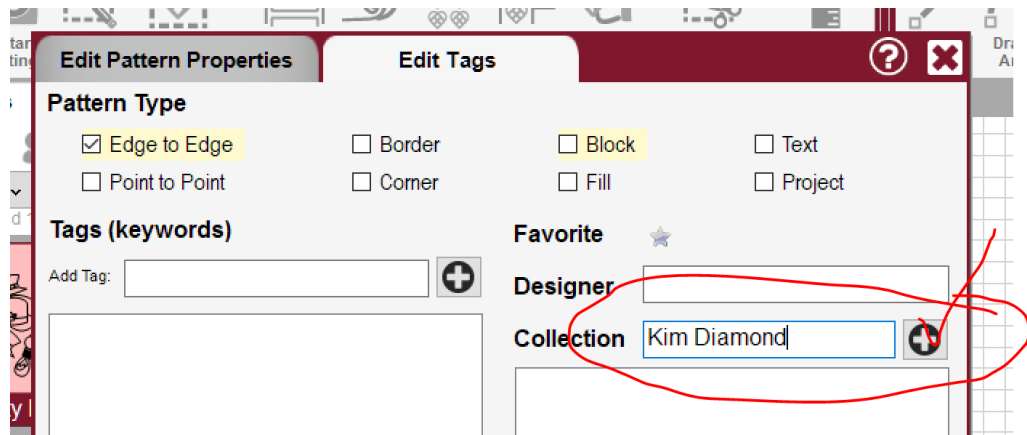 Edit Pattern Properties
Edit Tags
Pattern Type
Edge to Edge
Border
Block
Text
Point to Point
Corner
Fill
Project
Tags (keywords)
Favorite
Add Tag:
Designer
Collection
Kim Diamond